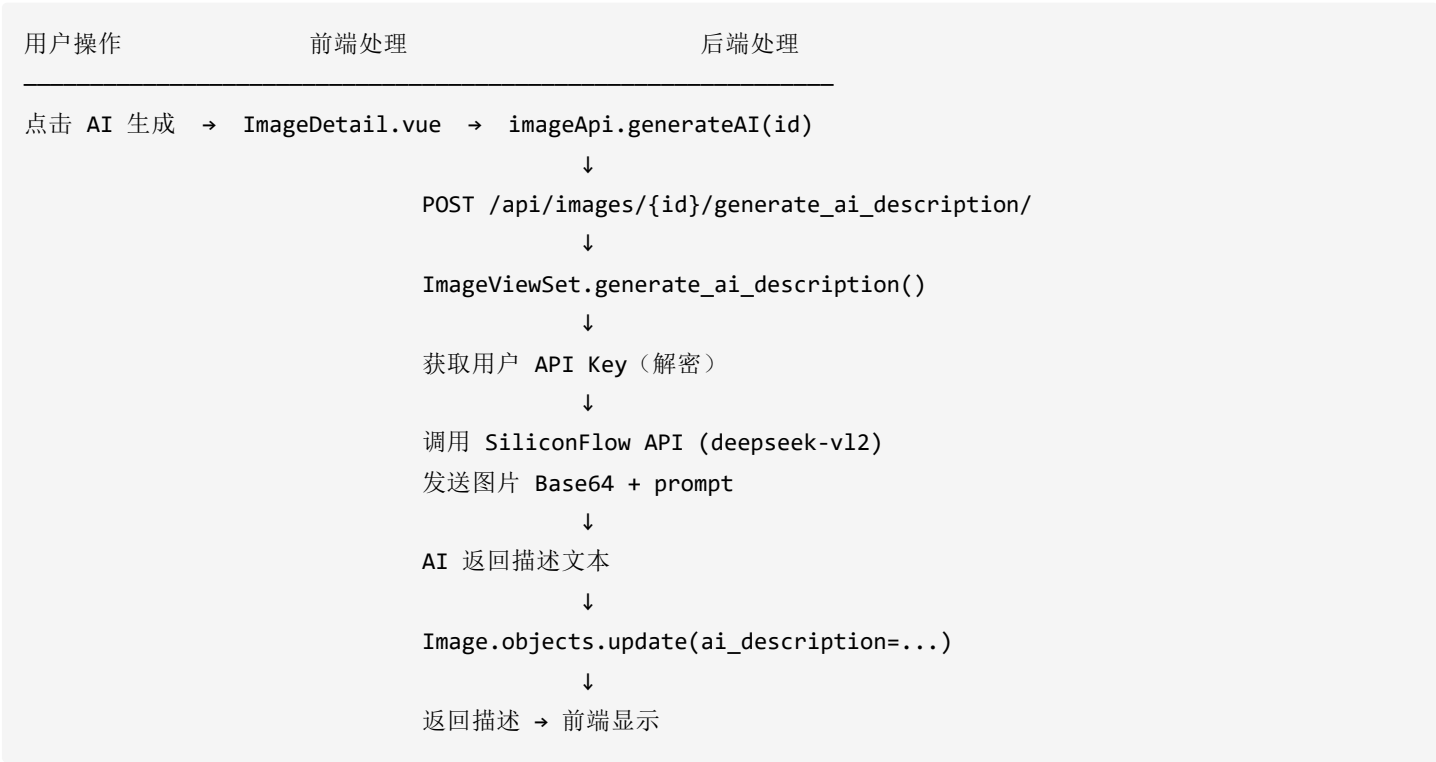 用户操作 前端处理 后端处理
点击 AI 生成 → ImageDetail.vue → imageApi.generateAI(id)
↓
POST /api/images/{id}/generate_ai_description/
↓
ImageViewSet.generate_ai_description()
↓
获取用户 API Key（解密）
↓
调用 SiliconFlow API (deepseek-vl2)
发送图片 Base64 + prompt
↓
AI 返回描述文本
↓
Image.objects.update(ai_description=...)
↓
返回描述 → 前端显示